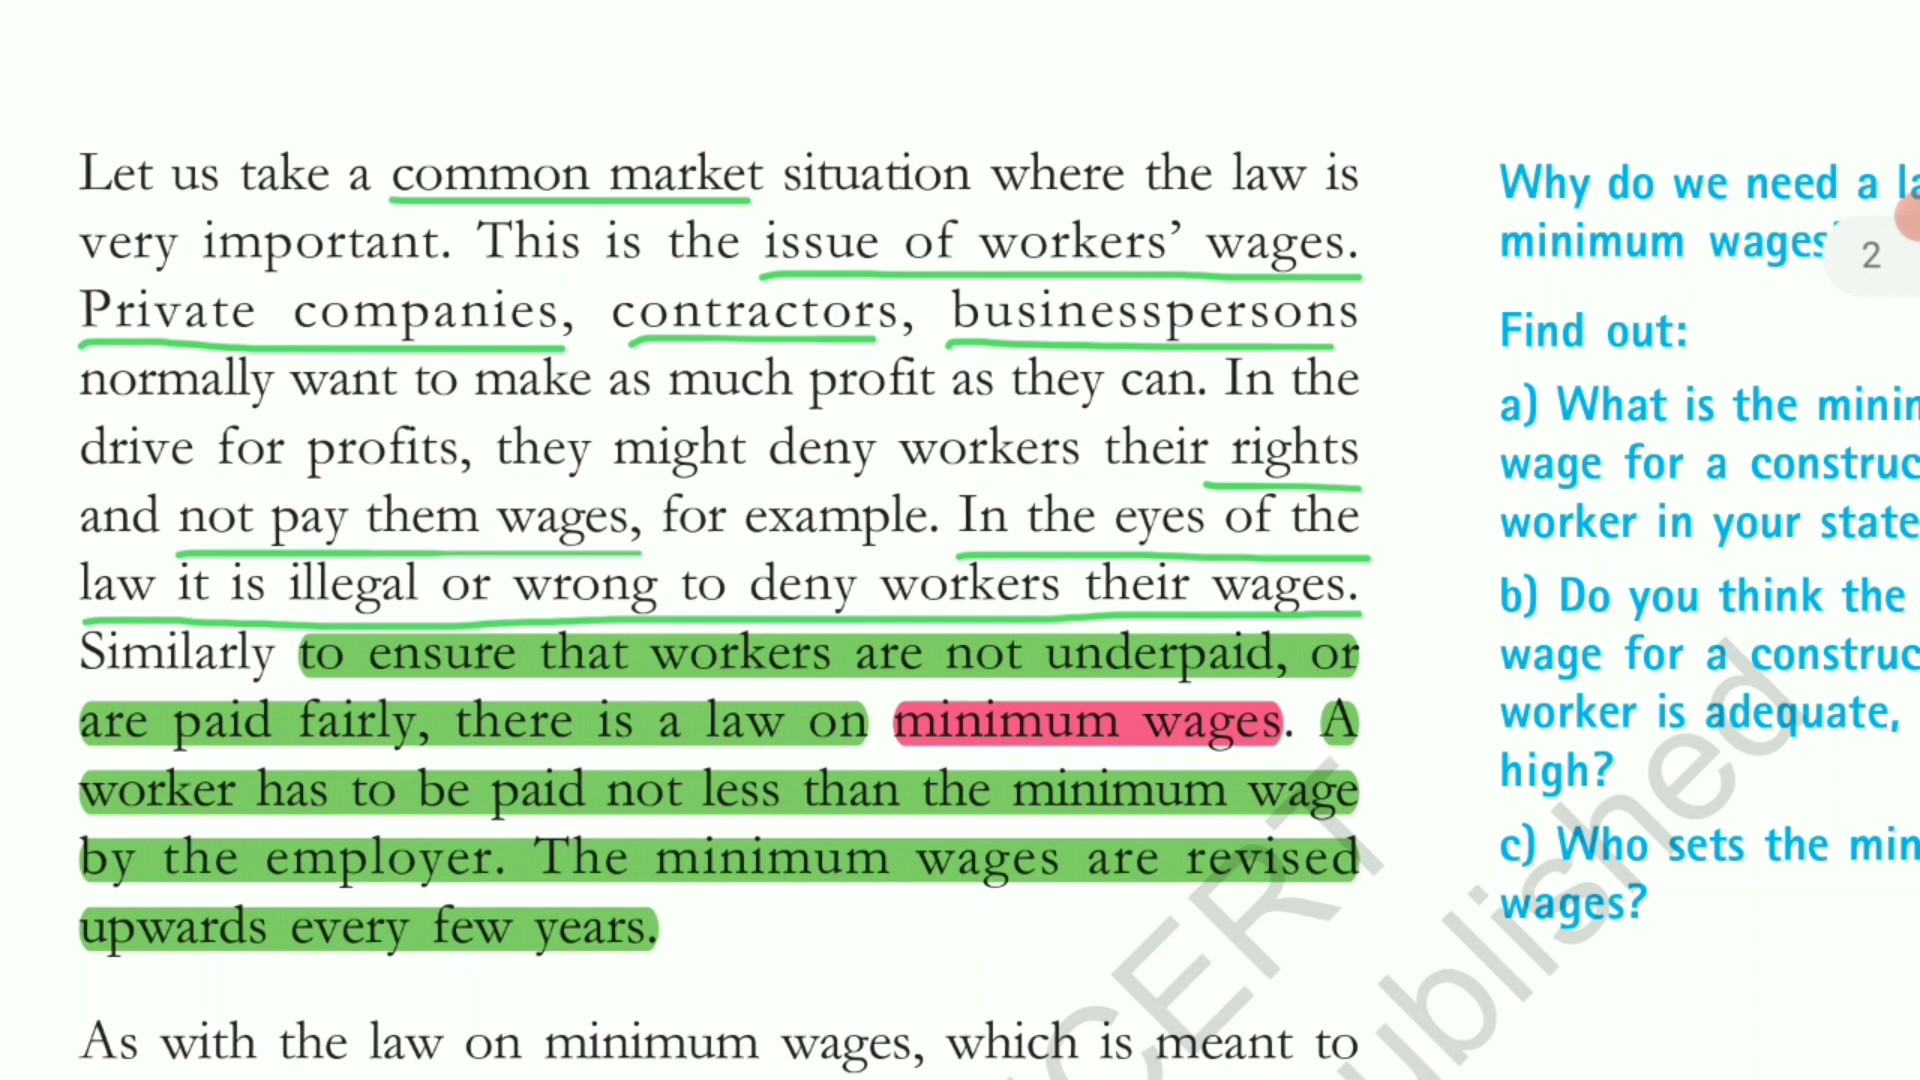 Let us take a common market situation where the law is
very important. This is the issue of workers’ wages.
Private companies, contractors, businesspersons
normally want to make as much profit as they can. In the
drive for profits, they might deny workers their rights
and not pay them wages, for example. In the eyes of the
law it is illegal or wrong to deny workers their wages.
Similarly to ensure that workers are not underpaid, or
are paid fairly, there is a law on minimum wages. A
worker has to be paid not less than the minimum wage
by the employer. The minimum wages are revised
upwards every few years.
As with the law on minimum wages, which is meant to
Why do we need a
minimum wages
2
Find out:
a) What is the
wage for a
worker in your state
b) Do you think the
wage for a
worker is adequate,
high?
c) Who sets the
wages?